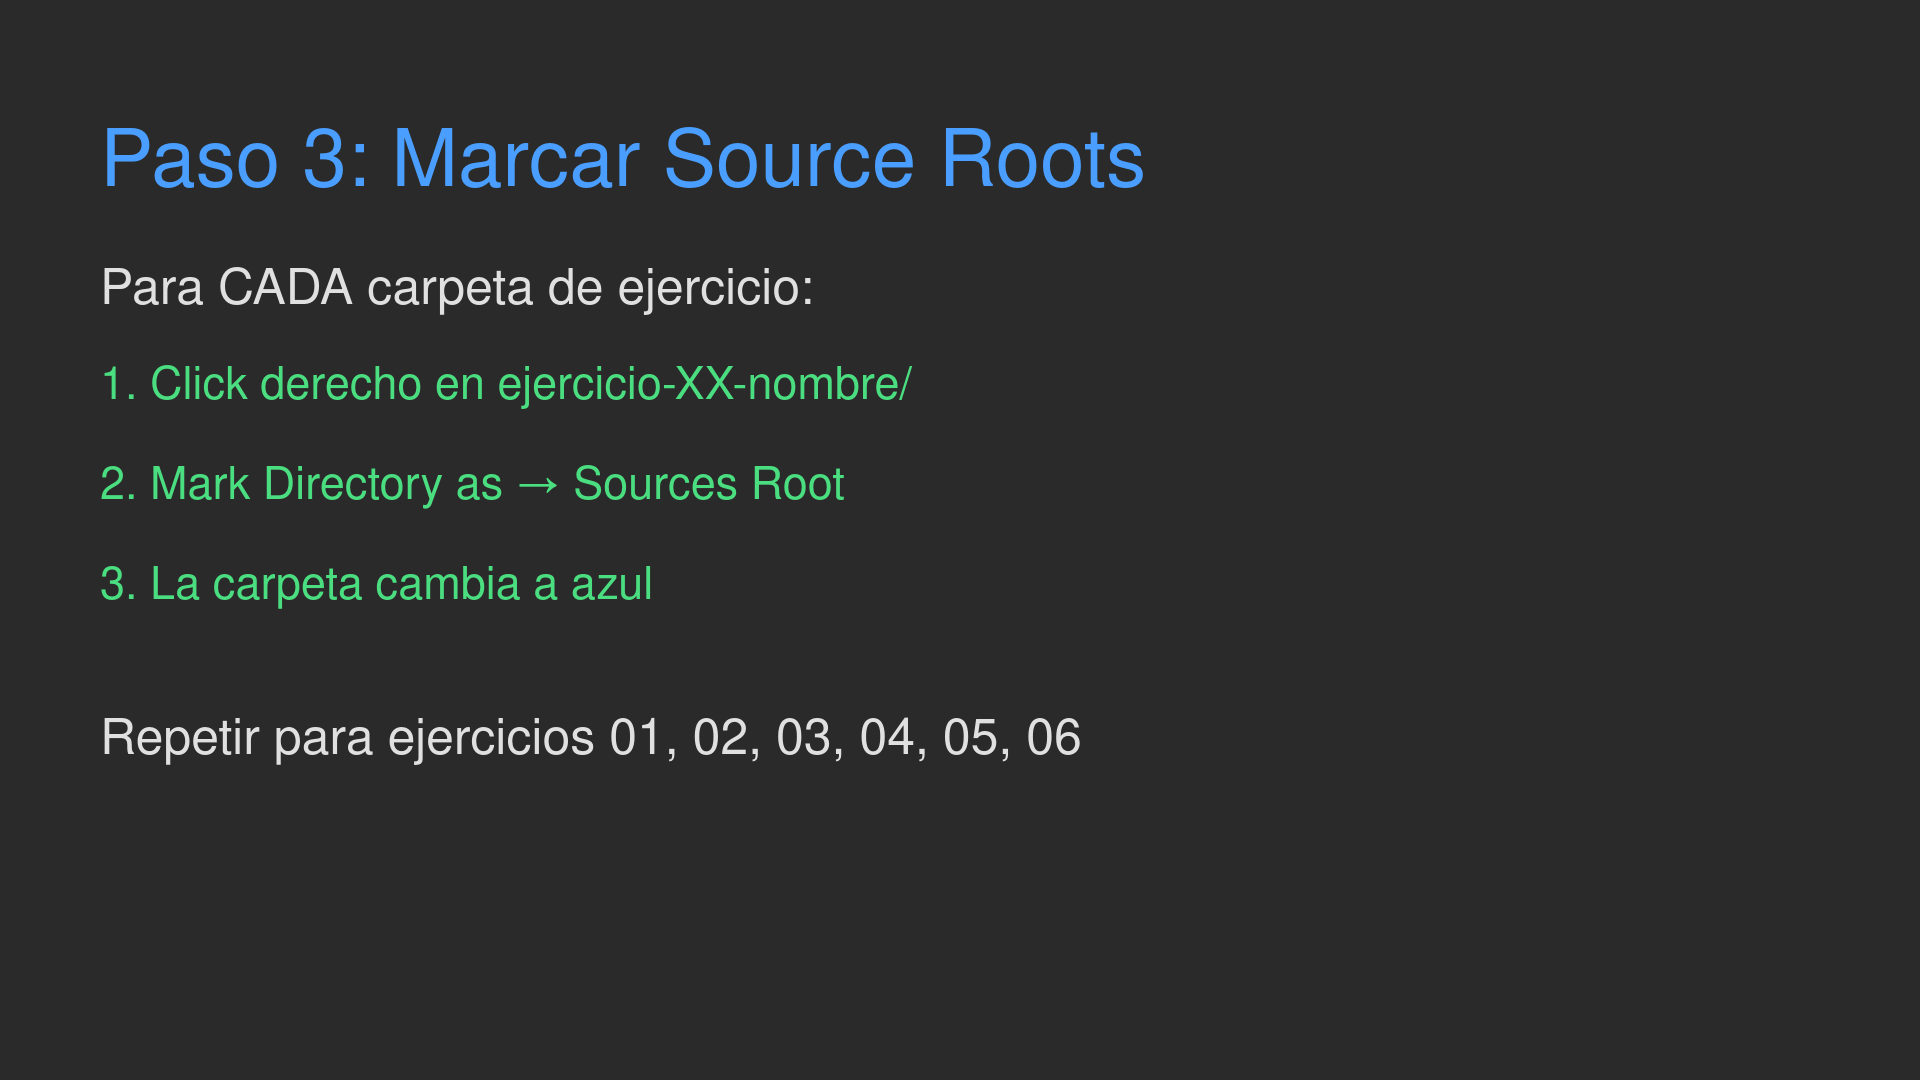 Paso 3: Marcar Source Roots
Para CADA carpeta de ejercicio:
1. Click derecho en ejercicio-XX-nombre/
2. Mark Directory as → Sources Root
3. La carpeta cambia a azul
Repetir para ejercicios 01, 02, 03, 04, 05, 06